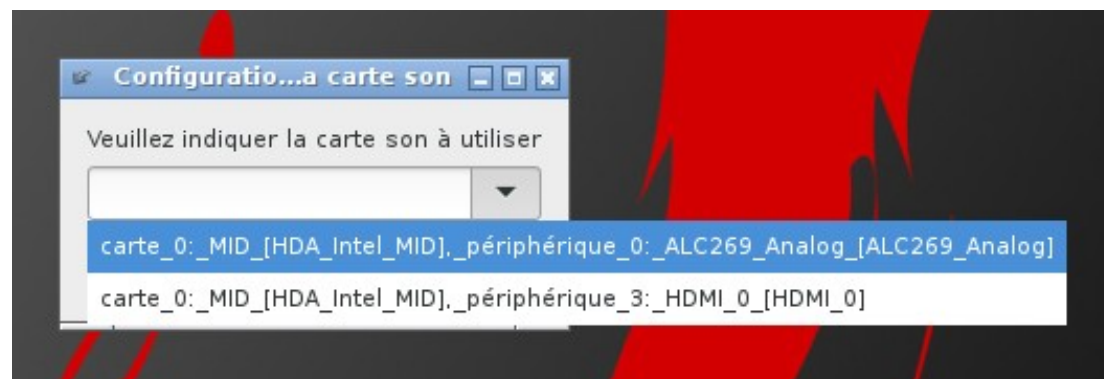 Configuratio...a carte son
Veuillez indiquer la carte son à utiliser
carte_0:_MID_[HDA_Intel_MID],_périphérique_0:_ALC269_Analog_[ALC269_Analog]
carte_0:_MID_[HDA_Intel_MID],_périphérique_3:_HDMI_0_[HDMI_0]